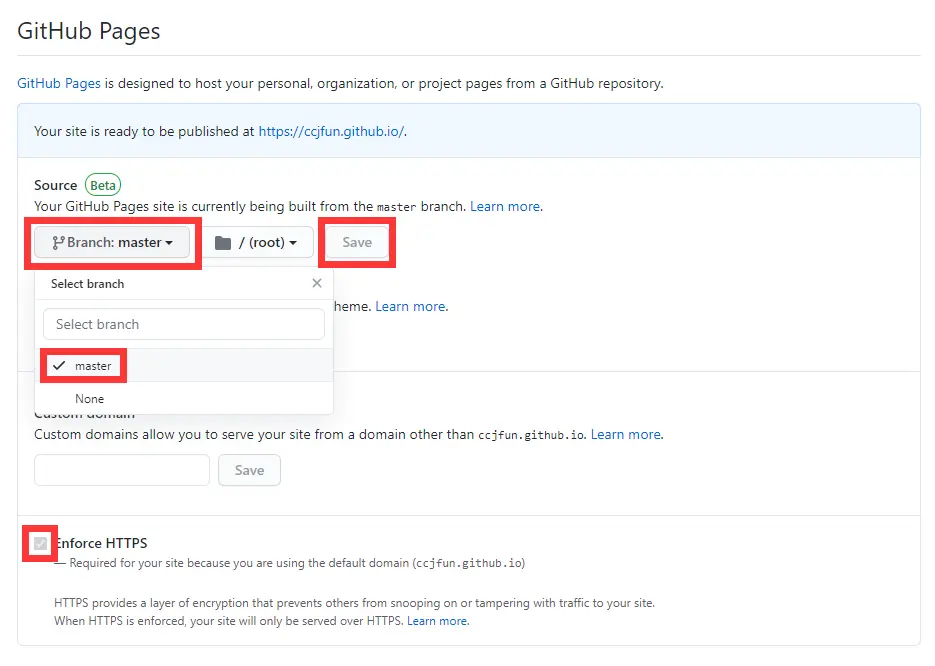 GitHub Pages
GitHub Pages is designed to host your personal, organization, or project pages from a GitHub repository.
Your site is ready to be published at https://ccjfun.github.io/.
Source Beta
Your GitHub Pages site is currently being built from the master branch. Learn more.
Branch: master / (root) Save
Select branch
heme. Learn more.
Select branch
master
None
Custom domain
Custom domains allow you to serve your site from a domain other than ccjfun.github.io. Learn more.
Save
Enforce HTTPS
— Required for your site because you are using the default domain (ccjfun.github.io)
HTTPS provides a layer of encryption that prevents others from snooping on or tampering with traffic to your site.
When HTTPS is enforced, your site will only be served over HTTPS. Learn more.